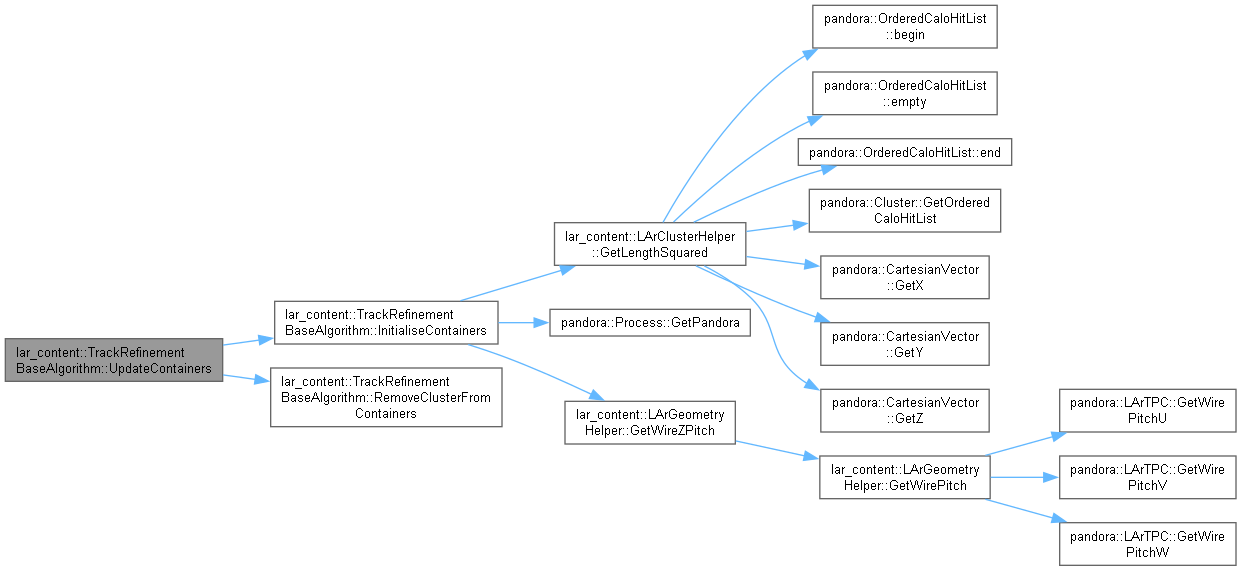 lar_content::TrackRefinement
BaseAlgorithm::UpdateContainers
lar_content::TrackRefinement
BaseAlgorithm::InitialiseContainers
lar_content::TrackRefinement
BaseAlgorithm::RemoveClusterFrom
Containers
lar_content::LArClusterHelper
::GetLengthSquared
pandora::Process::GetPandora
lar_content::LArGeometry
Helper::GetWireZPitch
pandora::OrderedCaloHitList
::begin
pandora::OrderedCaloHitList
::empty
pandora::OrderedCaloHitList::end
pandora::Cluster::GetOrdered
CaloHitList
pandora::CartesianVector
::GetX
pandora::CartesianVector
::GetY
pandora::CartesianVector
::GetZ
lar_content::LArGeometry
Helper::GetWirePitch
pandora::LArTPC::GetWire
PitchU
pandora::LArTPC::GetWire
PitchV
pandora::LArTPC::GetWire
PitchW